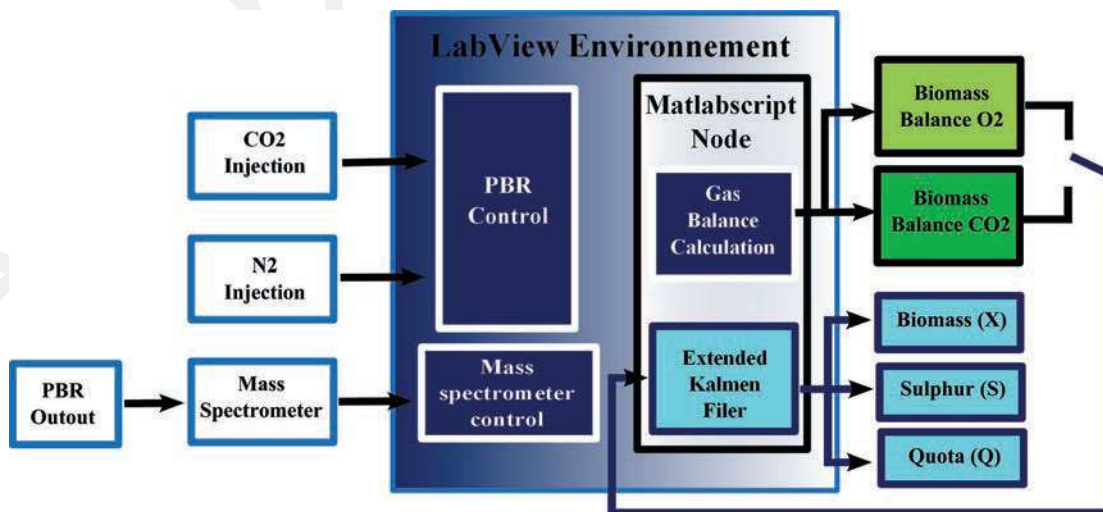 LabView Environnement
CO2
Injection
N2
Injection
PBR
Outout
Mass
Spectrometer
PBR
Control
Mass
spectrometer
control
Matlabscript
Node
Gas
Balance
Calculation
Extended
Kalmen
Filer
Biomass
Balance O2
Biomass
Balance CO2
Biomass (X)
Sulphur (S)
Quota (Q)